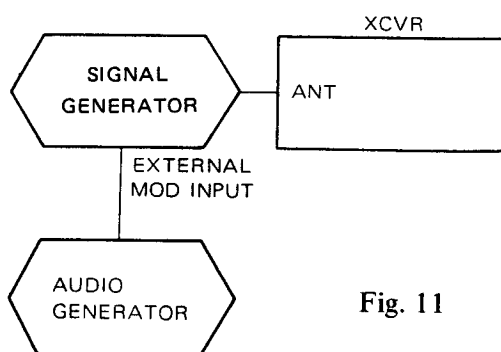 XCVR
SIGNAL
GENERATOR
ANT
EXTERNAL
MOD INPUT
AUDIO
GENERATOR
Fig. 11